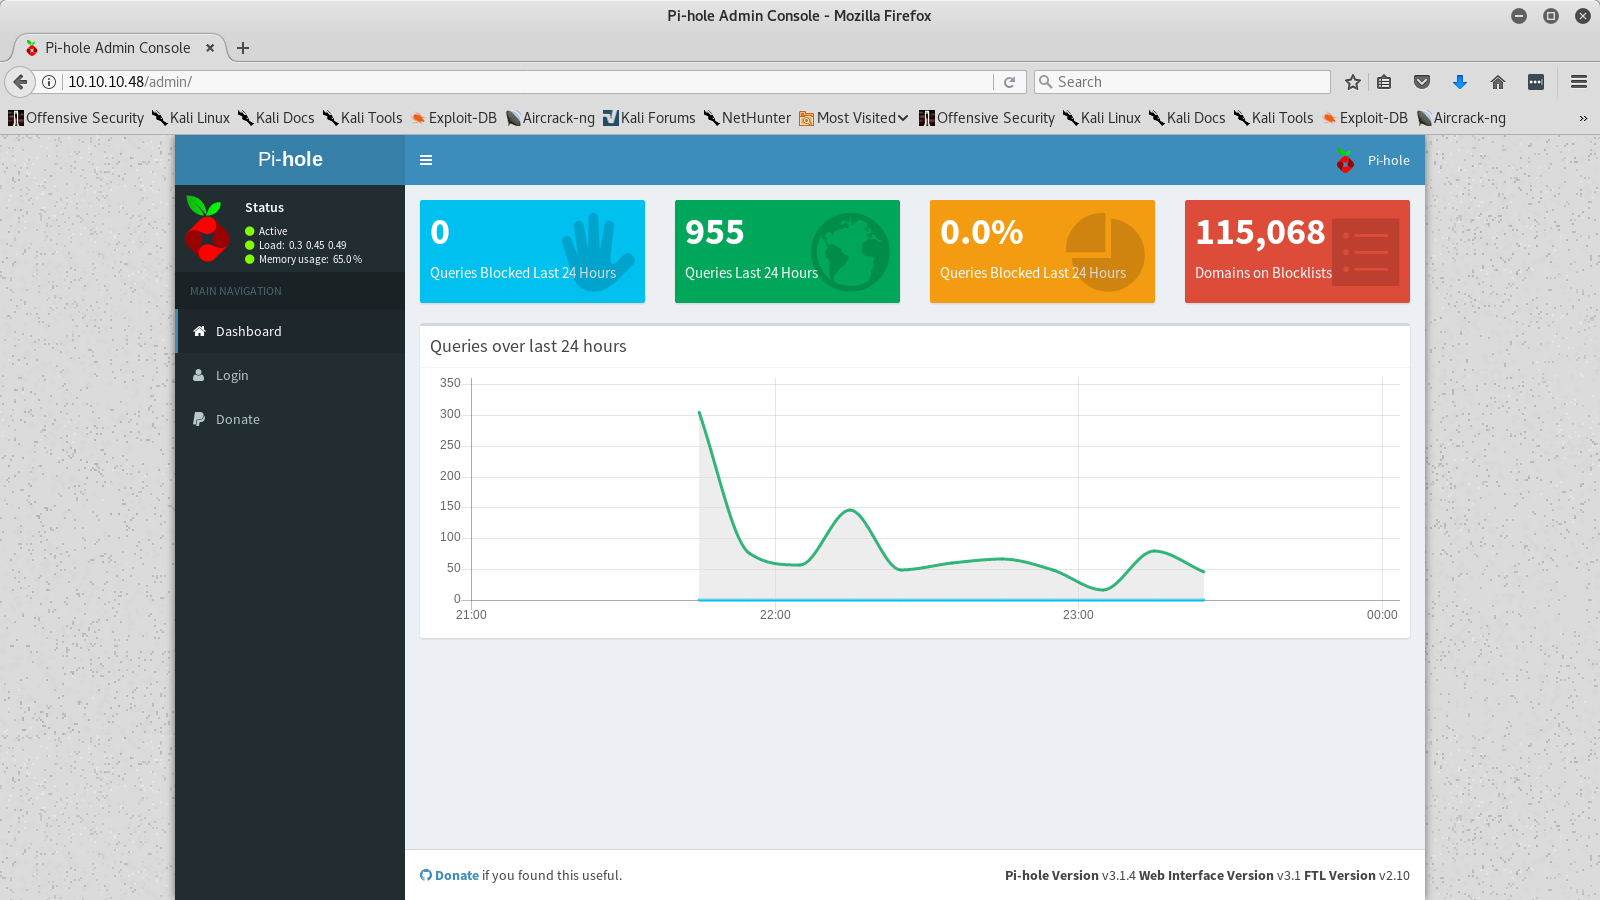 Pi-hole Admin Console - Mozilla Firefox
Pi-hole Admin Console
10.10.10.48/admin/
Search
Offensive Security Kali Linux Kali Docs Kali Tools Exploit-DB Aircrack-ng Kali Forums NetHunter Most Visited Offensive Security Kali Linux Kali Docs Kali Tools Exploit-DB Aircrack-ng »
Pi-hole
Pi-hole
Status
Active
Load: 0.3 0.45 0.49
Memory usage: 65.0 %
MAIN NAVIGATION
Dashboard
Login
Donate
0
Queries Blocked Last 24 Hours
955
Queries Last 24 Hours
0.0%
Queries Blocked Last 24 Hours
115,068
Domains on Blocklists
Queries over last 24 hours
350
300
250
200
150
100
50
0
21:00 22:00 23:00 00:00
Donate if you found this useful.
Pi-hole Version v3.1.4 Web Interface Version v3.1 FTL Version v2.10